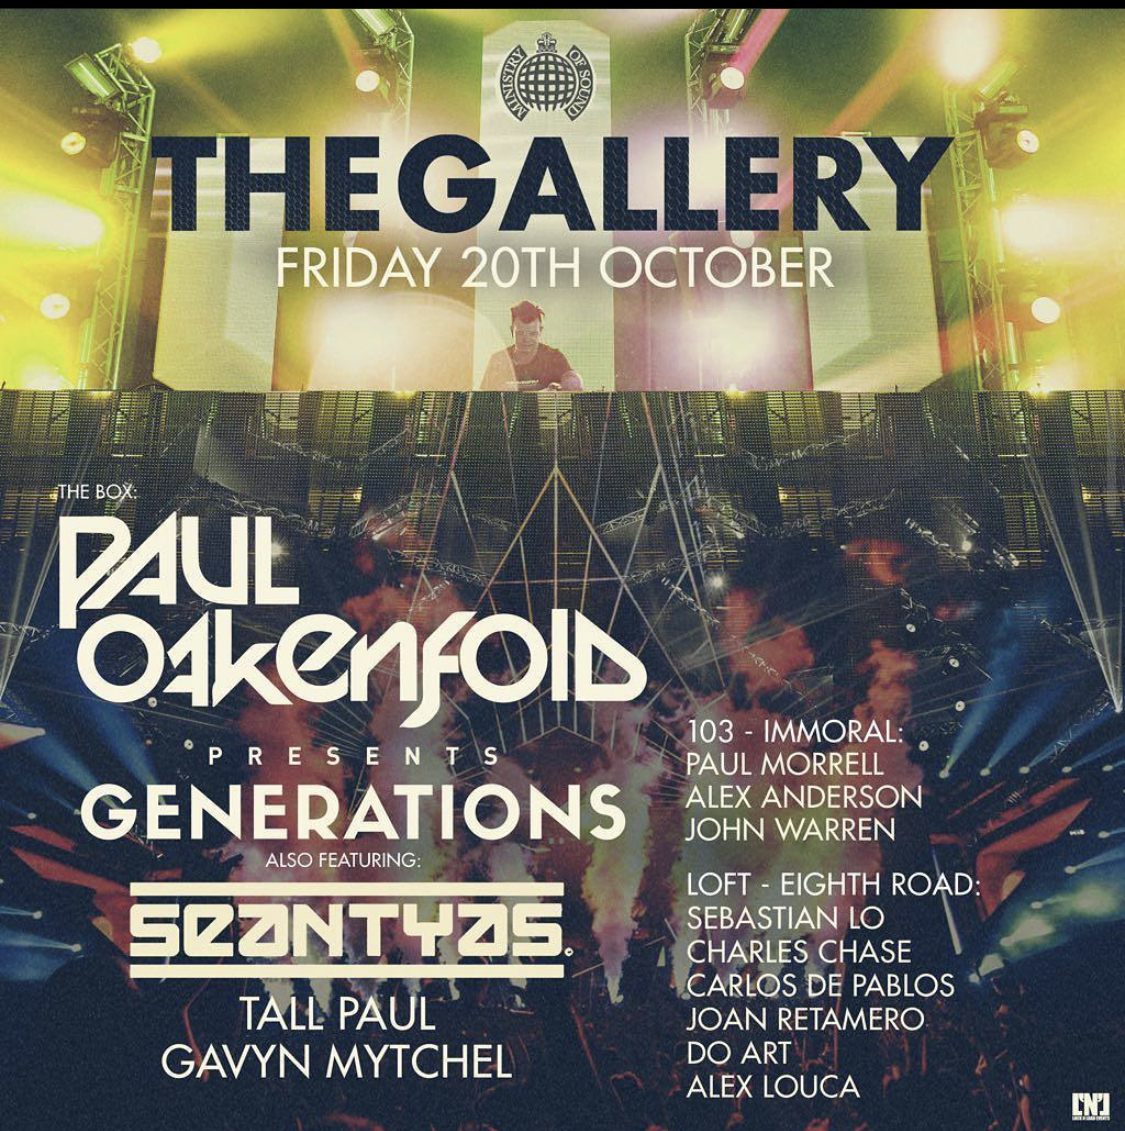 MINISTRY OF SOUND
THE GALLERY
FRIDAY 20TH OCTOBER
THE BOX:
PAUL
OAKENFOLD
PRESENTS
GENERATIONS
ALSO FEATURING:
SEAN TYAS
TALL PAUL
GAVYN MYTCHEL
103 - IMMORAL:
PAUL MORRELL
ALEX ANDERSON
JOHN WARREN
LOFT - EIGHTH ROAD:
SEBASTIAN LO
CHARLES CHASE
CARLOS DE PABLOS
JOAN RETAMERO
DO ART
ALEX LOUCA